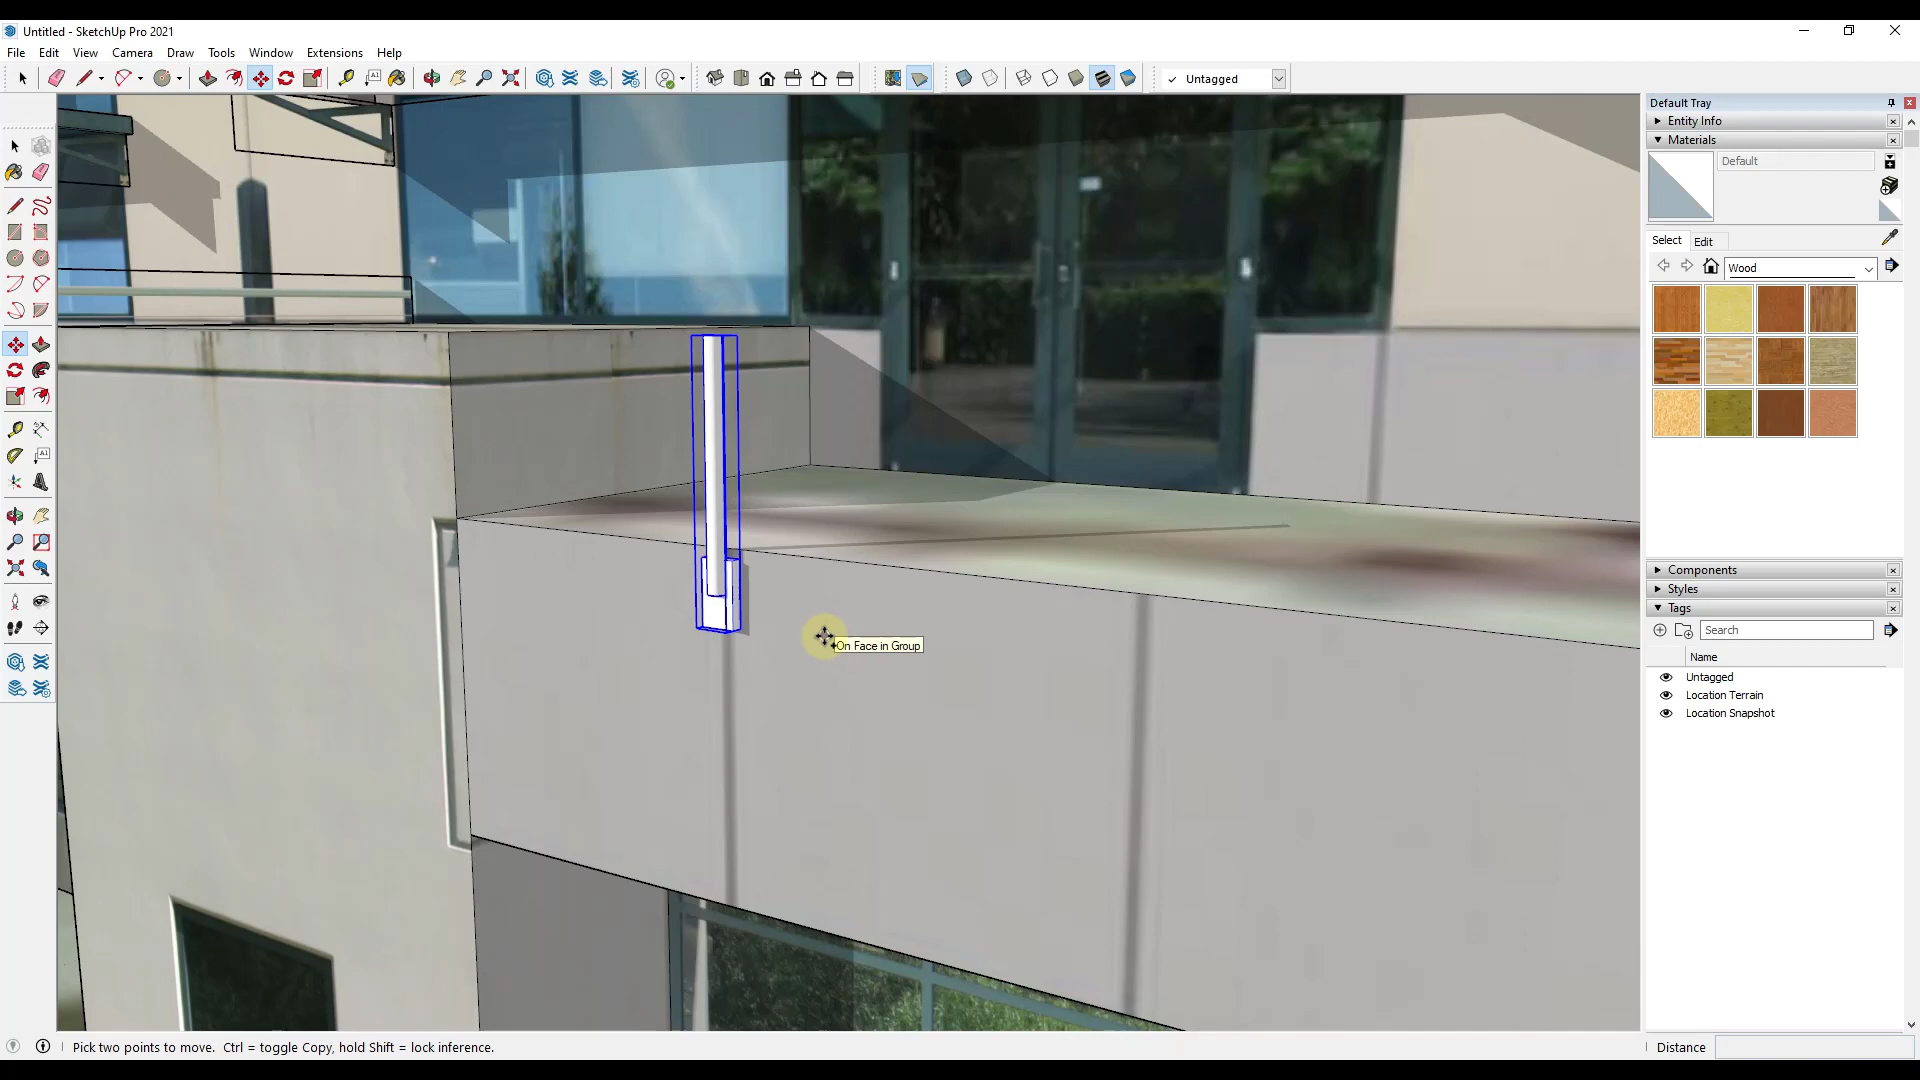 Untitled - SketchUp Pro 2021
File Edit View Camera Draw Tools Window Extensions Help
Untagged
Default Tray
Entity Info
Materials
Default
Select Edit
Wood
On Face in Group
Components
Styles
Tags
Search
Name
Untagged
Location Terrain
Location Snapshot
Pick two points to move. Ctrl = toggle Copy, hold Shift = lock inference.
Distance